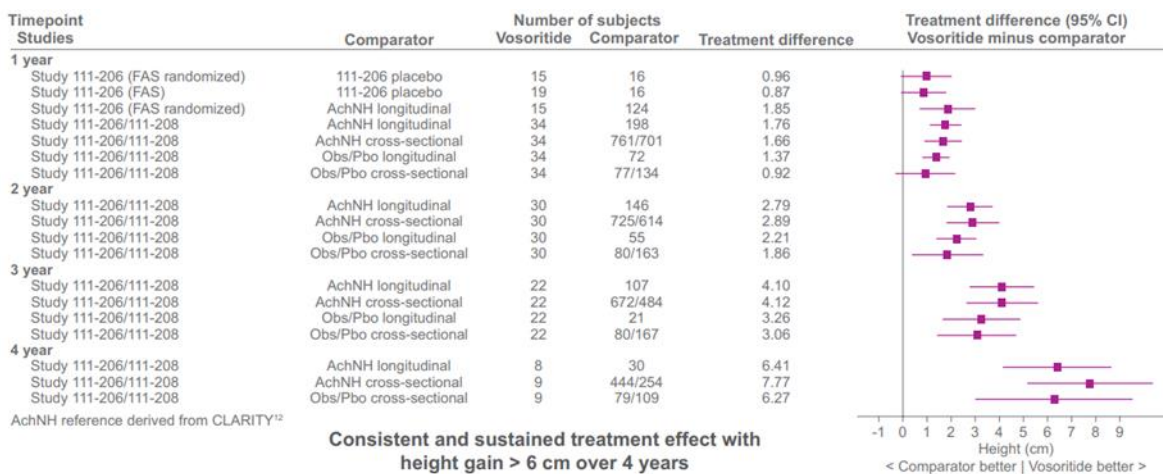 Timepoint Number of subjects Treatment difference (95% CI)
Studies Comparator Vosoritide Comparator Treatment difference Vosoritide minus comparator
1 year
Study 111-206 (FAS randomized) 111-206 placebo 15 16 0.96
Study 111-206 (FAS) 111-206 placebo 19 16 0.87
Study 111-206 (FAS randomized) AchNH longitudinal 15 124 1.85
Study 111-206/111-208 AchNH longitudinal 34 198 1.76
Study 111-206/111-208 AchNH cross-sectional 34 761/701 1.66
Study 111-206/111-208 Obs/Pbo longitudinal 34 72 1.37
Study 111-206/111-208 Obs/Pbo cross-sectional 34 77/134 0.92
2 year
Study 111-206/111-208 AchNH longitudinal 30 146 2.79
Study 111-206/111-208 AchNH cross-sectional 30 725/614 2.89
Study 111-206/111-208 Obs/Pbo longitudinal 30 55 2.21
Study 111-206/111-208 Obs/Pbo cross-sectional 30 80/163 1.86
3 year
Study 111-206/111-208 AchNH longitudinal 22 107 4.10
Study 111-206/111-208 AchNH cross-sectional 22 672/484 4.12
Study 111-206/111-208 Obs/Pbo longitudinal 22 21 3.26
Study 111-206/111-208 Obs/Pbo cross-sectional 22 80/167 3.06
4 year
Study 111-206/111-208 AchNH longitudinal 8 30 6.41
Study 111-206/111-208 AchNH cross-sectional 9 444/254 7.77
Study 111-206/111-208 Obs/Pbo cross-sectional 9 79/109 6.27
AchNH reference derived from CLARITY¹²
-1 0 1 2 3 4 5 6 7 8 9
Height (cm)
< Comparator better | Vosoritide better >
Consistent and sustained treatment effect with
height gain > 6 cm over 4 years